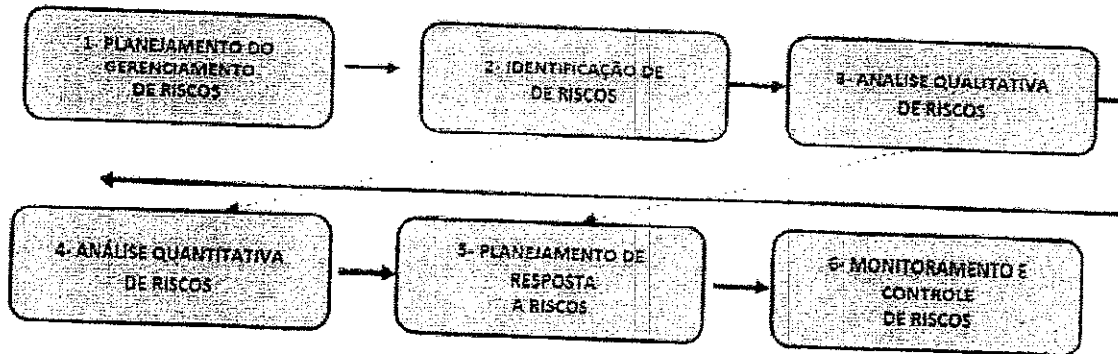 1- PLANEJAMENTO DO
GERENCIAMENTO
DE RISCOS
2- IDENTIFICAÇÃO DE
DE RISCOS
3- ANÁLISE QUALITATIVA
DE RISCOS
4- ANÁLISE QUANTITATIVA
DE RISCOS
5- PLANEJAMENTO DE
RESPOSTA
A RISCOS
6- MONITORAMENTO E
CONTROLE
DE RISCOS